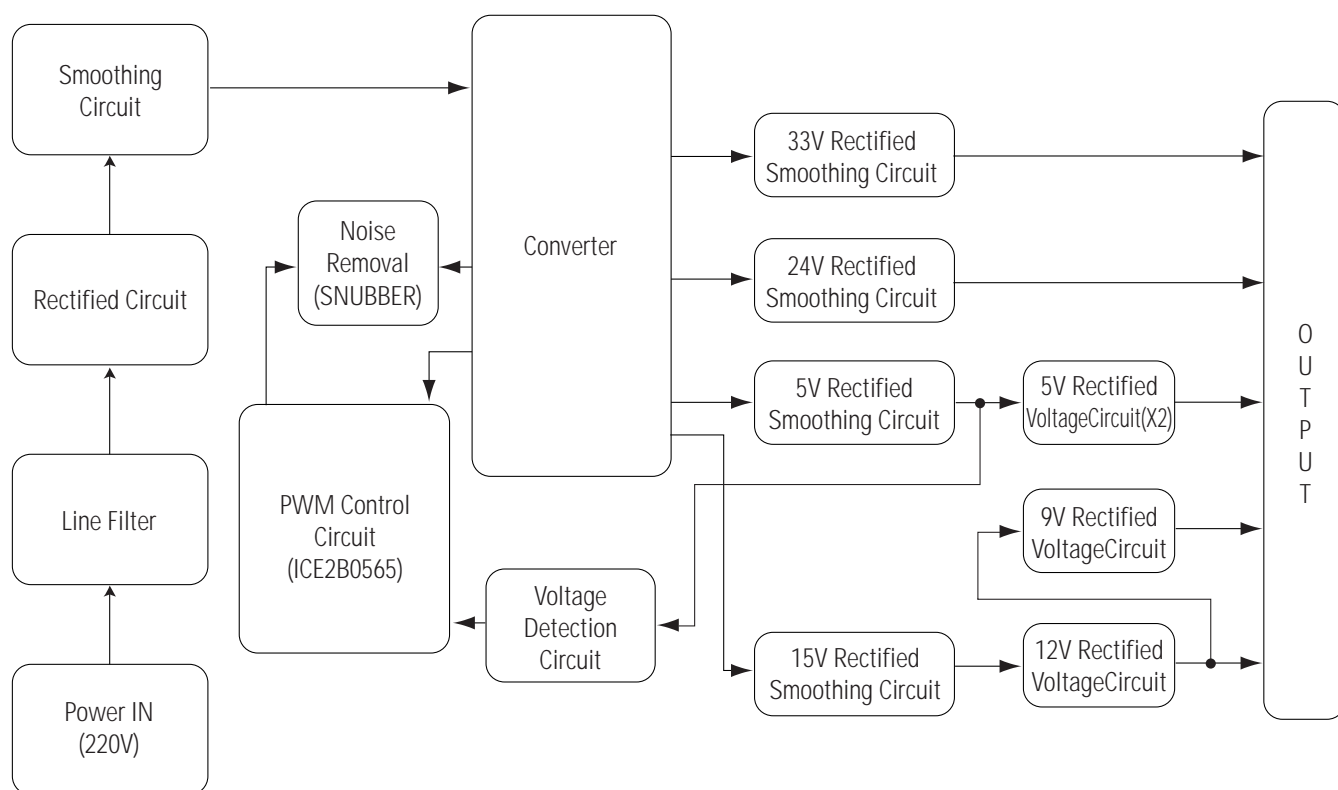 Smoothing
Circuit
Rectified Circuit
Line Filter
Power IN
(220V)
Noise
Removal
(SNUBBER)
PWM Control
Circuit
(ICE2B0565)
Converter
Voltage
Detection
Circuit
33V Rectified
Smoothing Circuit
24V Rectified
Smoothing Circuit
5V Rectified
Smoothing Circuit
15V Rectified
Smoothing Circuit
5V Rectified
VoltageCircuit(X2)
9V Rectified
VoltageCircuit
12V Rectified
VoltageCircuit
O
U
T
P
U
T